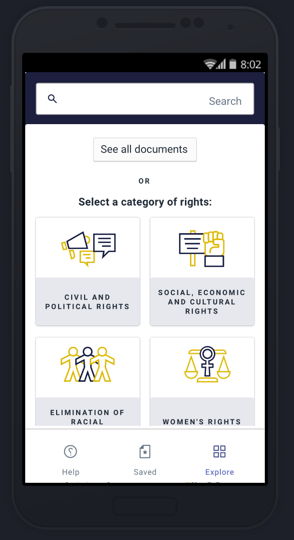 8:02
Search
See all documents
OR
Select a category of rights:
CIVIL AND
POLITICAL RIGHTS
SOCIAL, ECONOMIC
AND CULTURAL
RIGHTS
ELIMINATION OF
RACIAL
WOMEN'S RIGHTS
Help
Saved
Explore